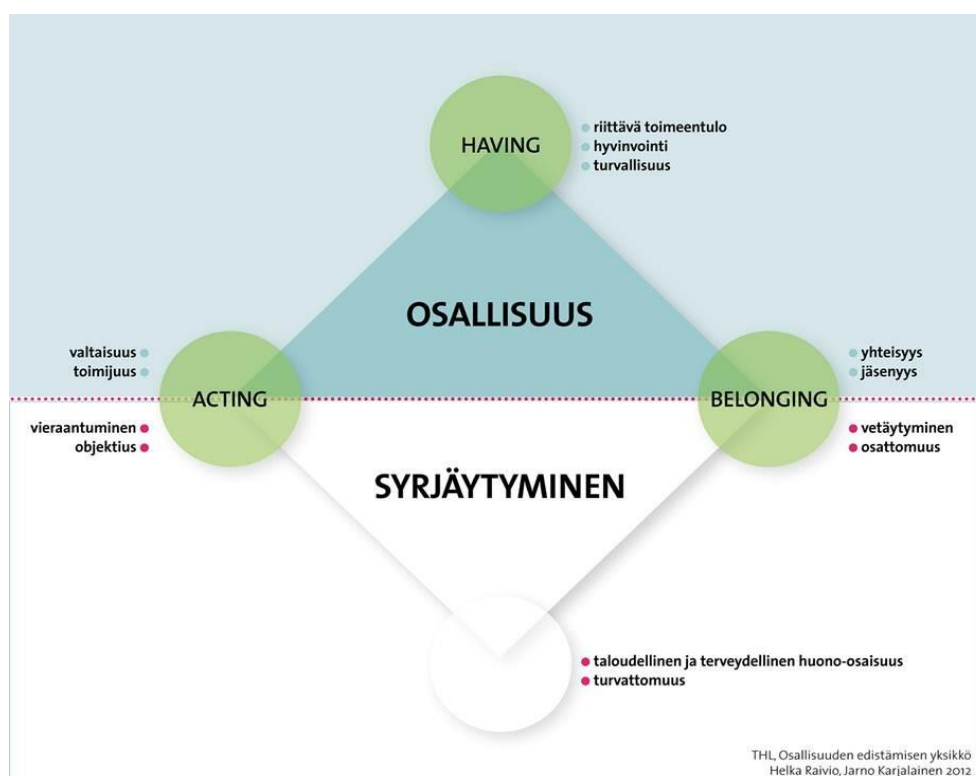 HAVING
riittävä toimeentulo
hyvinvointi
turvallisuus
OSALLISUUS
valtaisuus
toimijuus
yhteisyys
jäsenyys
ACTING
BELONGING
vieraantuminen
objektius
vetäytyminen
osattomuus
SYRJÄYTYMINEN
taloudellinen ja terveydellinen huono-osaisuus
turvattomuus
THL, Osallisuuden edistämisen yksikkö
Helka Raivio, Jarno Karjalainen 2012